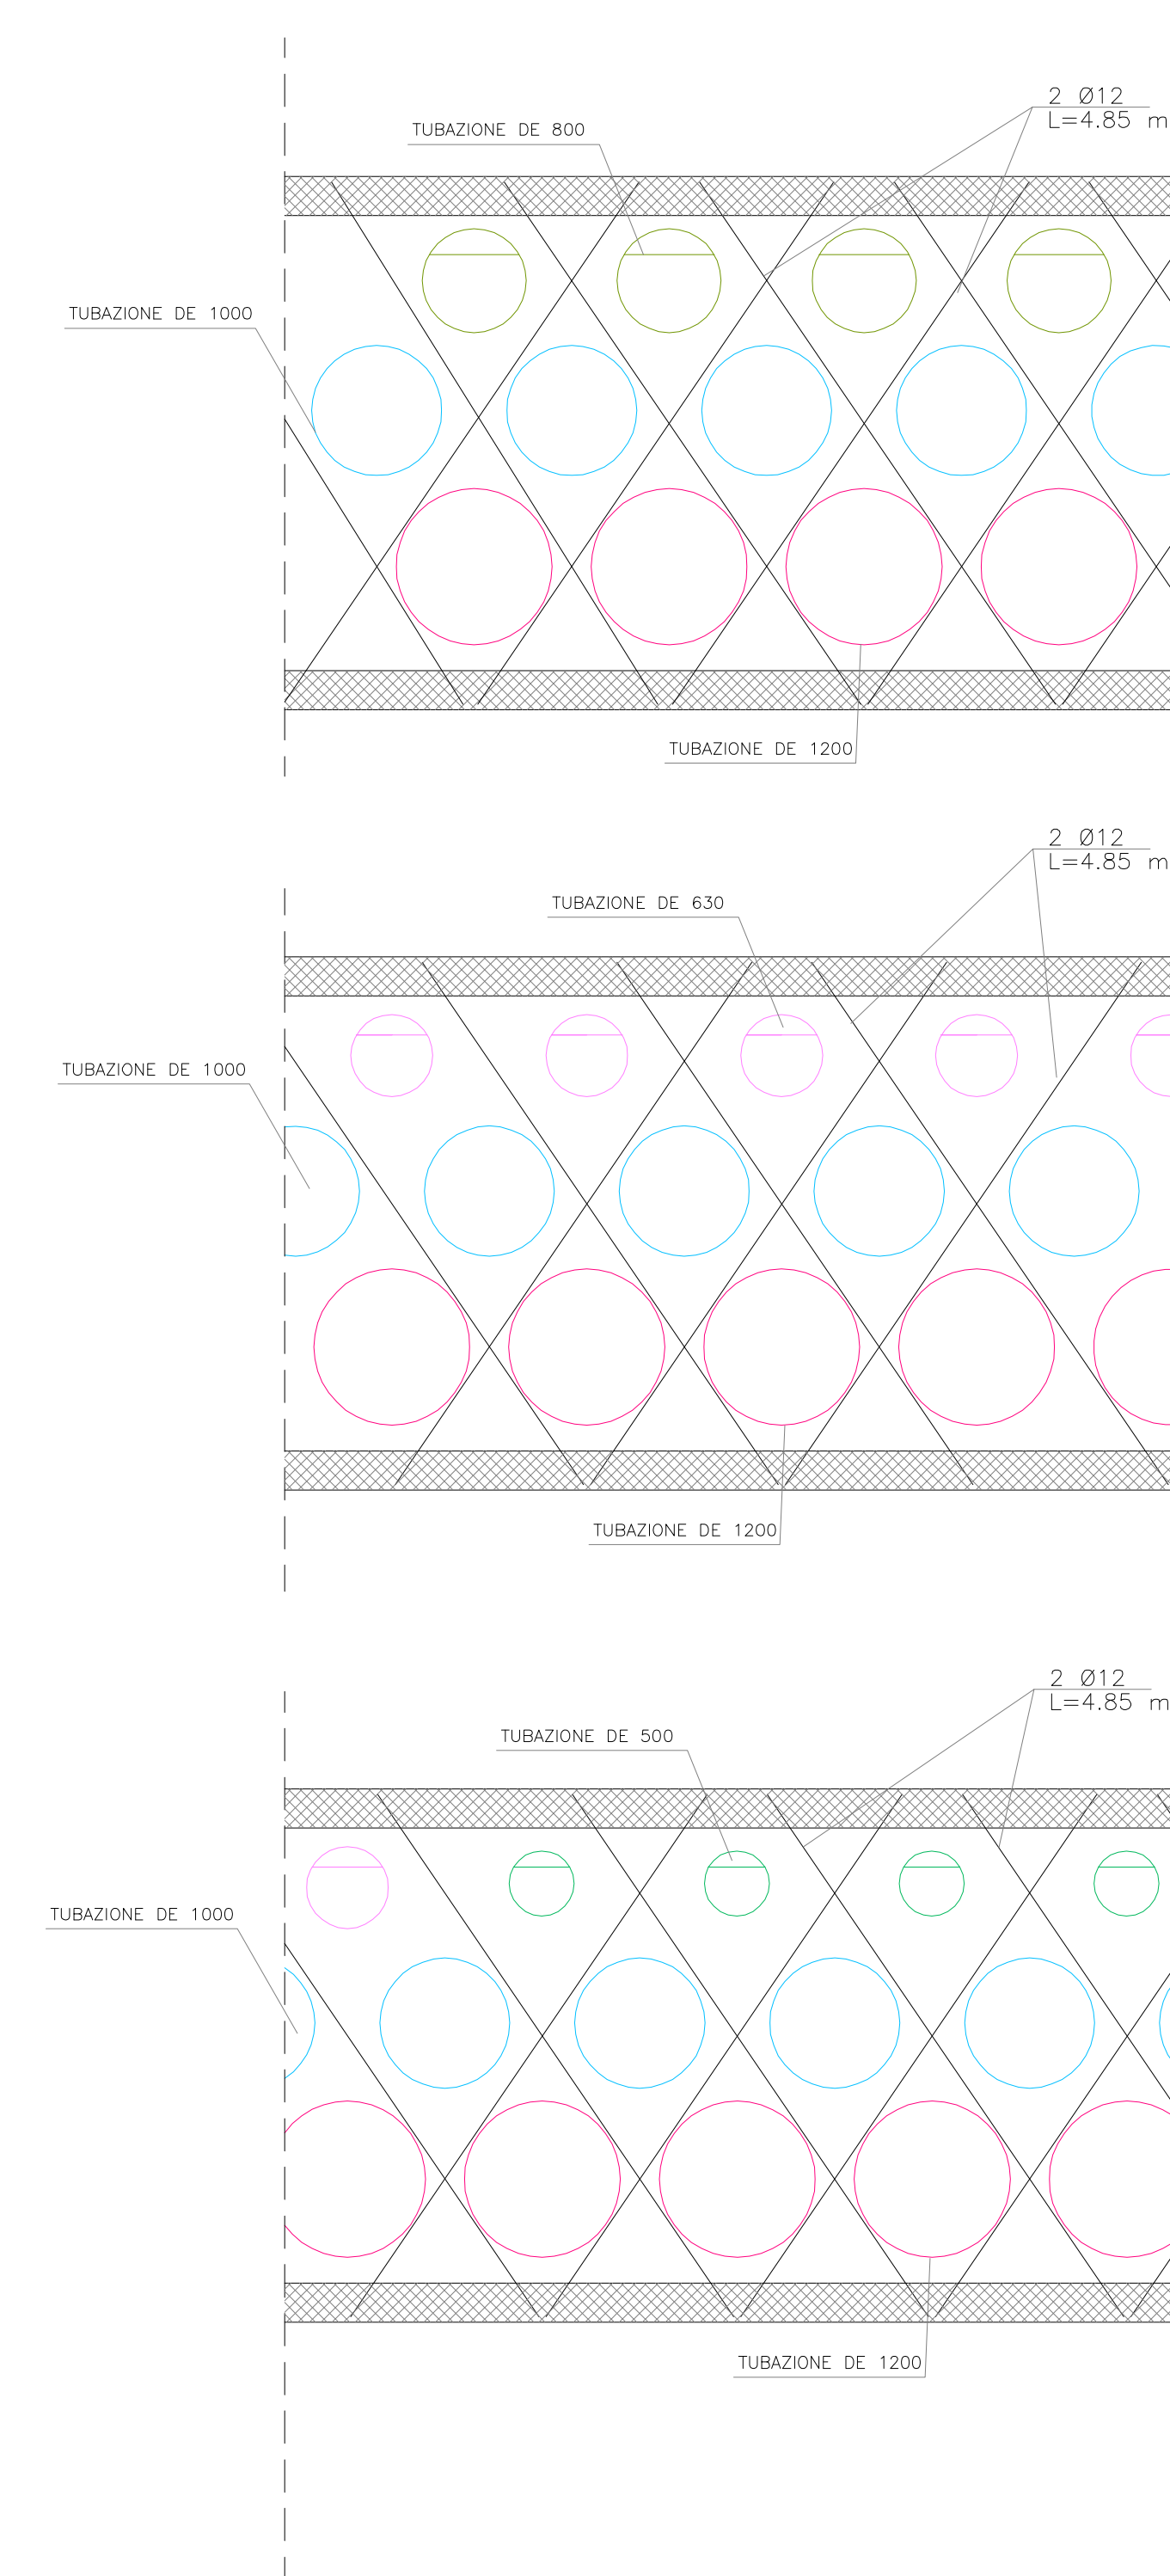 2 Ø12
L=4.85 m
TUBAZIONE DE 800
TUBAZIONE DE 1000
TUBAZIONE DE 1200
2 Ø12
L=4.85 m
TUBAZIONE DE 630
TUBAZIONE DE 1000
TUBAZIONE DE 1200
2 Ø12
L=4.85 m
TUBAZIONE DE 500
TUBAZIONE DE 1000
TUBAZIONE DE 1200